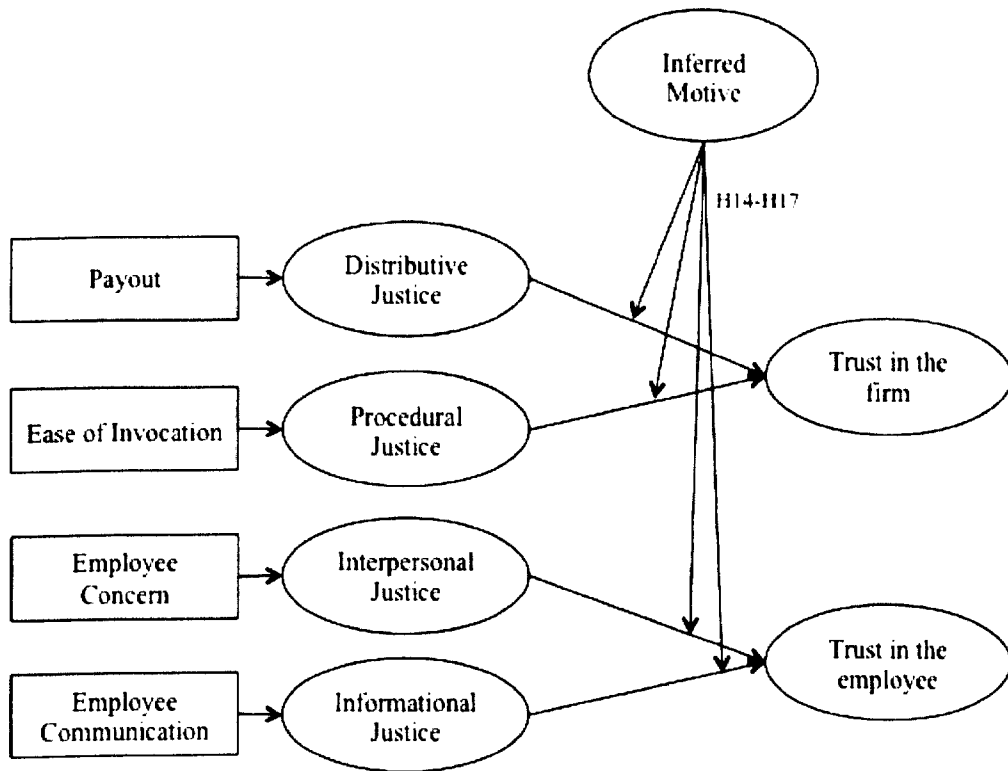 Inferred
Motive
H14-H17
Payout
Distributive
Justice
Trust in the
firm
Ease of Invocation
Procedural
Justice
Employee
Concern
Interpersonal
Justice
Trust in the
employee
Employee
Communication
Informational
Justice